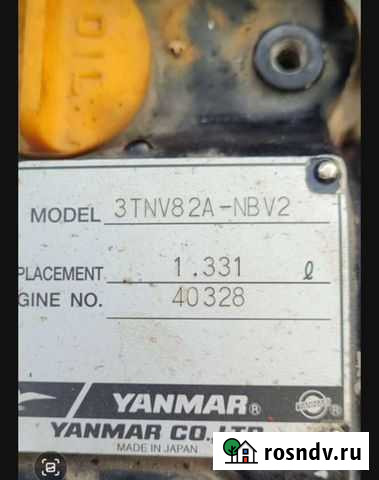 OIL
MODEL 3TNV82A-NBV2
PLACEMENT 1.331 ℓ
GINE NO. 40328
YANMAR®
YANMAR CO., LTD.
MADE IN JAPAN
rosndv.ru